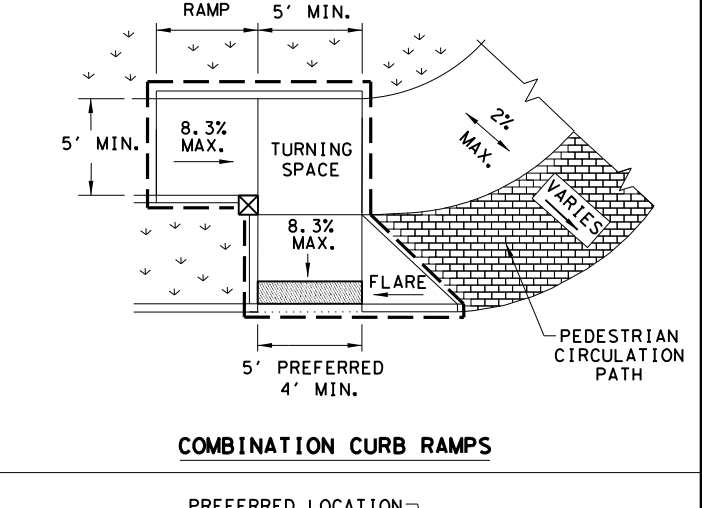 RAMP
5' MIN.
5' MIN.
8.3%
MAX.
TURNING
SPACE
2%
MAX.
VARIES
8.3%
MAX.
FLARE
PEDESTRIAN
CIRCULATION
PATH
5' PREFERRED
4' MIN.
COMBINATION CURB RAMPS
PREFERRED LOCATION